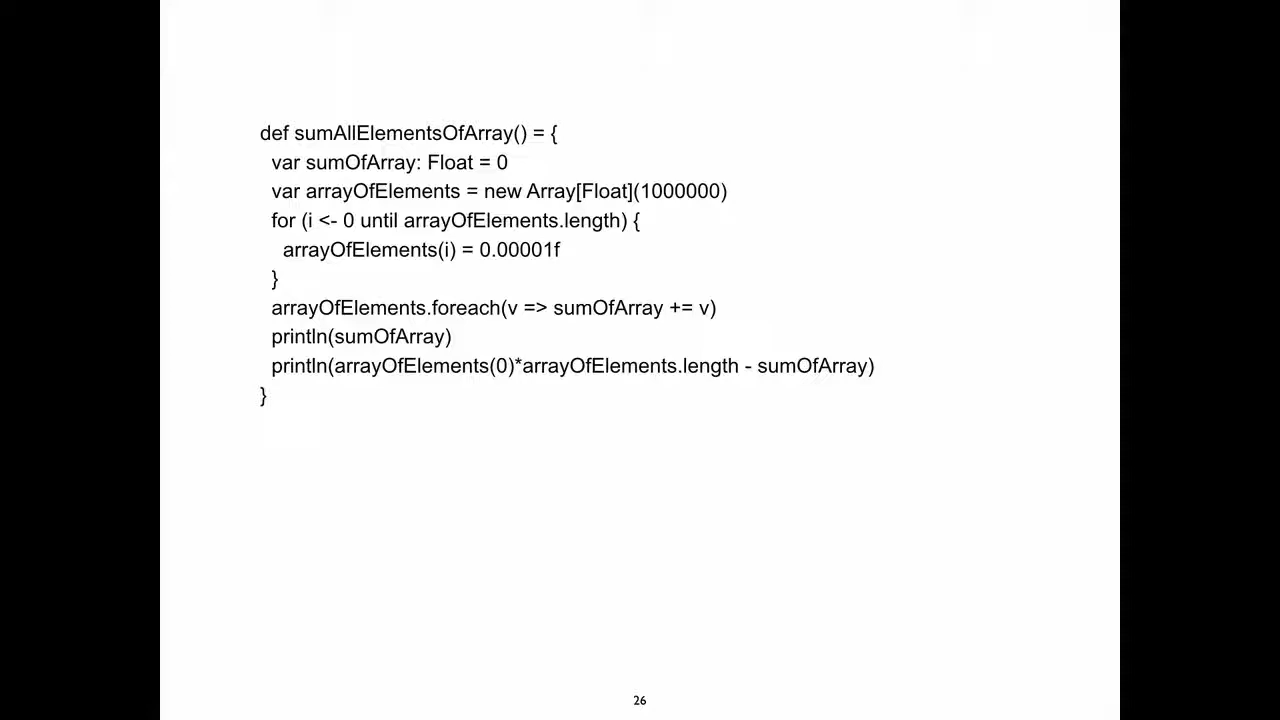 def sumAllElementsOfArray() = {
var sumOfArray: Float = 0
var arrayOfElements = new Array[Float](1000000)
for (i <- 0 until arrayOfElements.length) {
arrayOfElements(i) = 0.00001f
}
arrayOfElements.foreach(v => sumOfArray += v)
println(sumOfArray)
println(arrayOfElements(0)*arrayOfElements.length - sumOfArray)
}
26